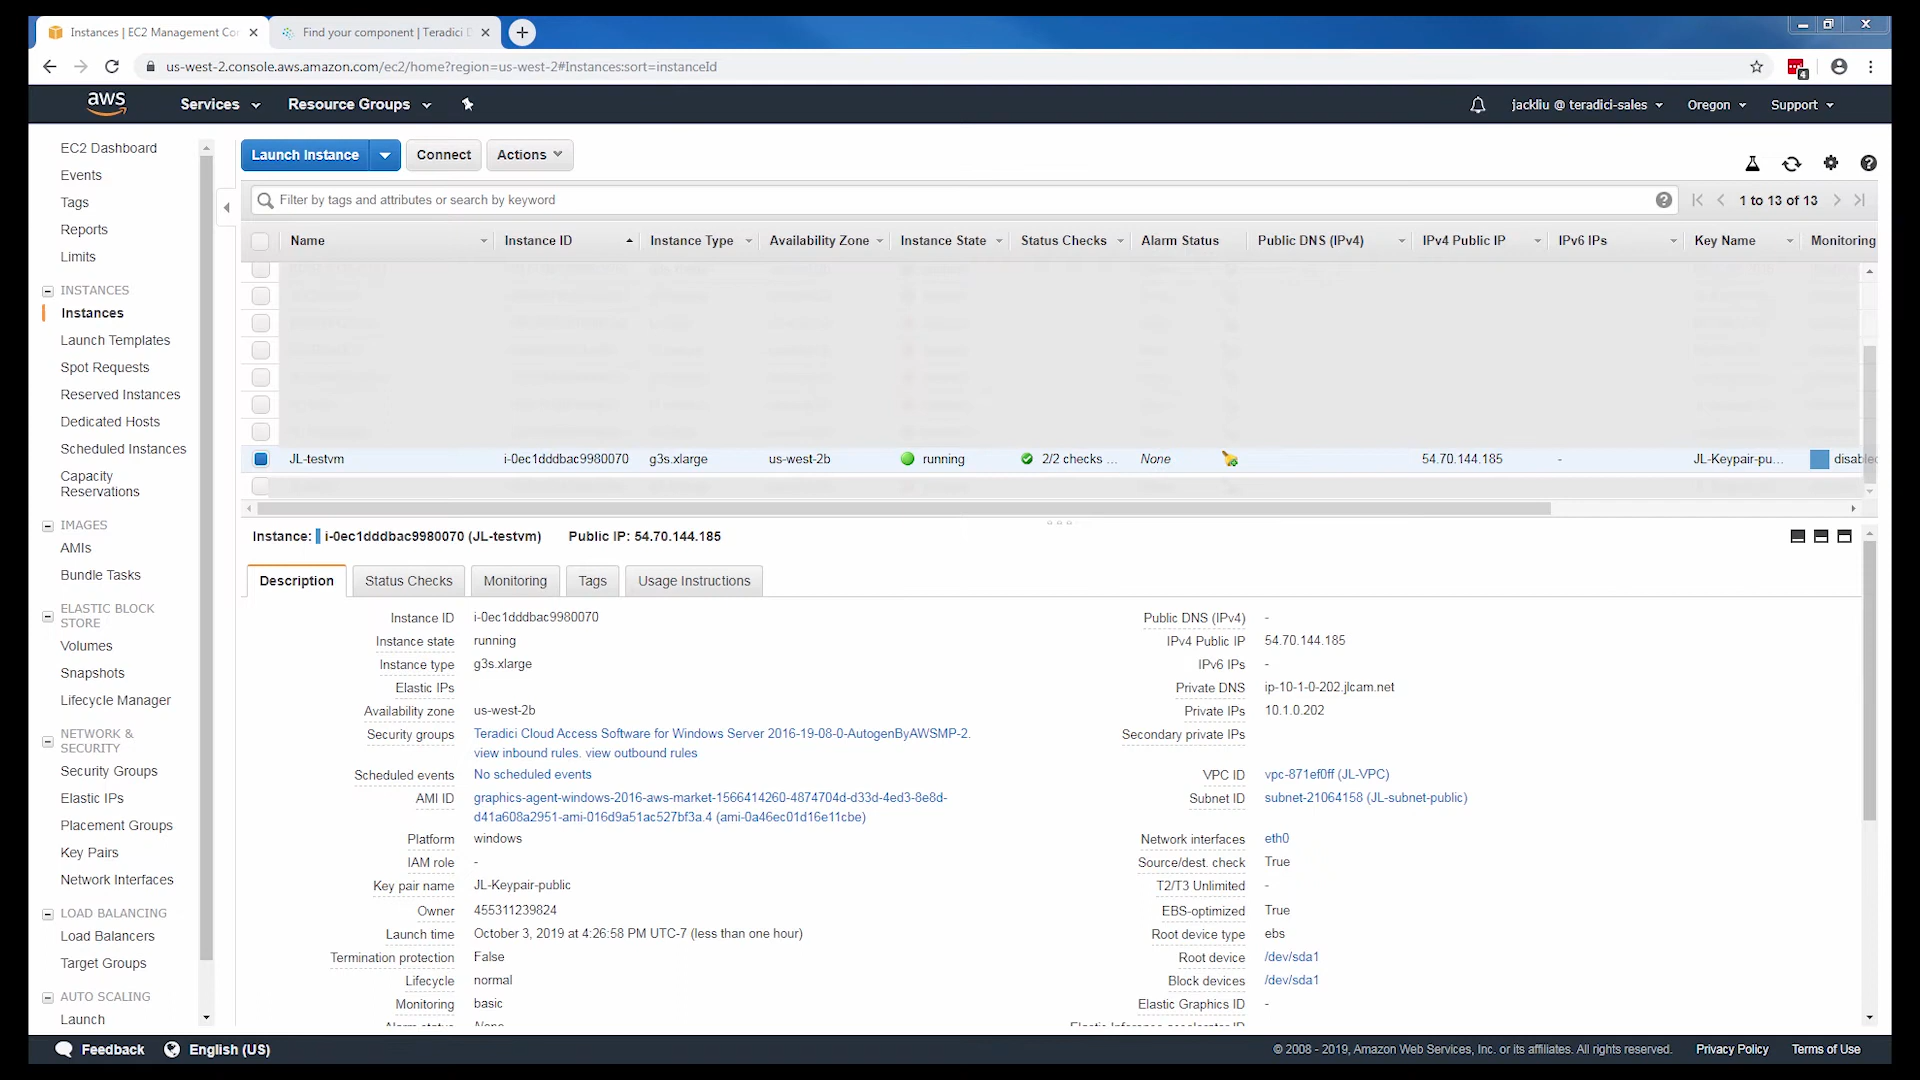 Instances | EC2 Management Co
Find your component | Teradici D
us-west-2.console.aws.amazon.com/ec2/home?region=us-west-2#Instances:sort=instanceId
4
aws
Services
Resource Groups
jackliu @ teradici-sales
Oregon
Support
EC2 Dashboard
Events
Tags
Reports
Limits
INSTANCES
Instances
Launch Templates
Spot Requests
Reserved Instances
Dedicated Hosts
Scheduled Instances
Capacity
Reservations
IMAGES
AMIs
Bundle Tasks
ELASTIC BLOCK
STORE
Volumes
Snapshots
Lifecycle Manager
NETWORK &
SECURITY
Security Groups
Elastic IPs
Placement Groups
Key Pairs
Network Interfaces
LOAD BALANCING
Load Balancers
Target Groups
AUTO SCALING
Launch
Launch Instance
Connect
Actions
Filter by tags and attributes or search by keyword
1 to 13 of 13
Name Instance ID Instance Type Availability Zone Instance State Status Checks Alarm Status Public DNS (IPv4) IPv4 Public IP IPv6 IPs Key Name Monitoring
JL-testvm i-0ec1dddbac9980070 g3s.xlarge us-west-2b running 2/2 checks ... None 54.70.144.185 - JL-Keypair-pu... disable
Instance: i-0ec1dddbac9980070 (JL-testvm) Public IP: 54.70.144.185
Description Status Checks Monitoring Tags Usage Instructions
Instance ID i-0ec1dddbac9980070
Instance state running
Instance type g3s.xlarge
Elastic IPs
Availability zone us-west-2b
Security groups Teradici Cloud Access Software for Windows Server 2016-19-08-0-AutogenByAWSMP-2.
view inbound rules. view outbound rules
Scheduled events No scheduled events
AMI ID graphics-agent-windows-2016-aws-market-1566414260-4874704d-d33d-4ed3-8e8d-
d41a608a2951-ami-016d9a51ac527bf3a.4 (ami-0a46ec01d16e11cbe)
Platform windows
IAM role -
Key pair name JL-Keypair-public
Owner 455311239824
Launch time October 3, 2019 at 4:26:58 PM UTC-7 (less than one hour)
Termination protection False
Lifecycle normal
Monitoring basic
Alarm status None
Public DNS (IPv4) -
IPv4 Public IP 54.70.144.185
IPv6 IPs -
Private DNS ip-10-1-0-202.jlcam.net
Private IPs 10.1.0.202
Secondary private IPs
VPC ID vpc-871ef0ff (JL-VPC)
Subnet ID subnet-21064158 (JL-subnet-public)
Network interfaces eth0
Source/dest. check True
T2/T3 Unlimited -
EBS-optimized True
Root device type ebs
Root device /dev/sda1
Block devices /dev/sda1
Elastic Graphics ID -
Elastic Inference accelerator ID
Feedback
English (US)
© 2008 - 2019, Amazon Web Services, Inc. or its affiliates. All rights reserved. Privacy Policy Terms of Use